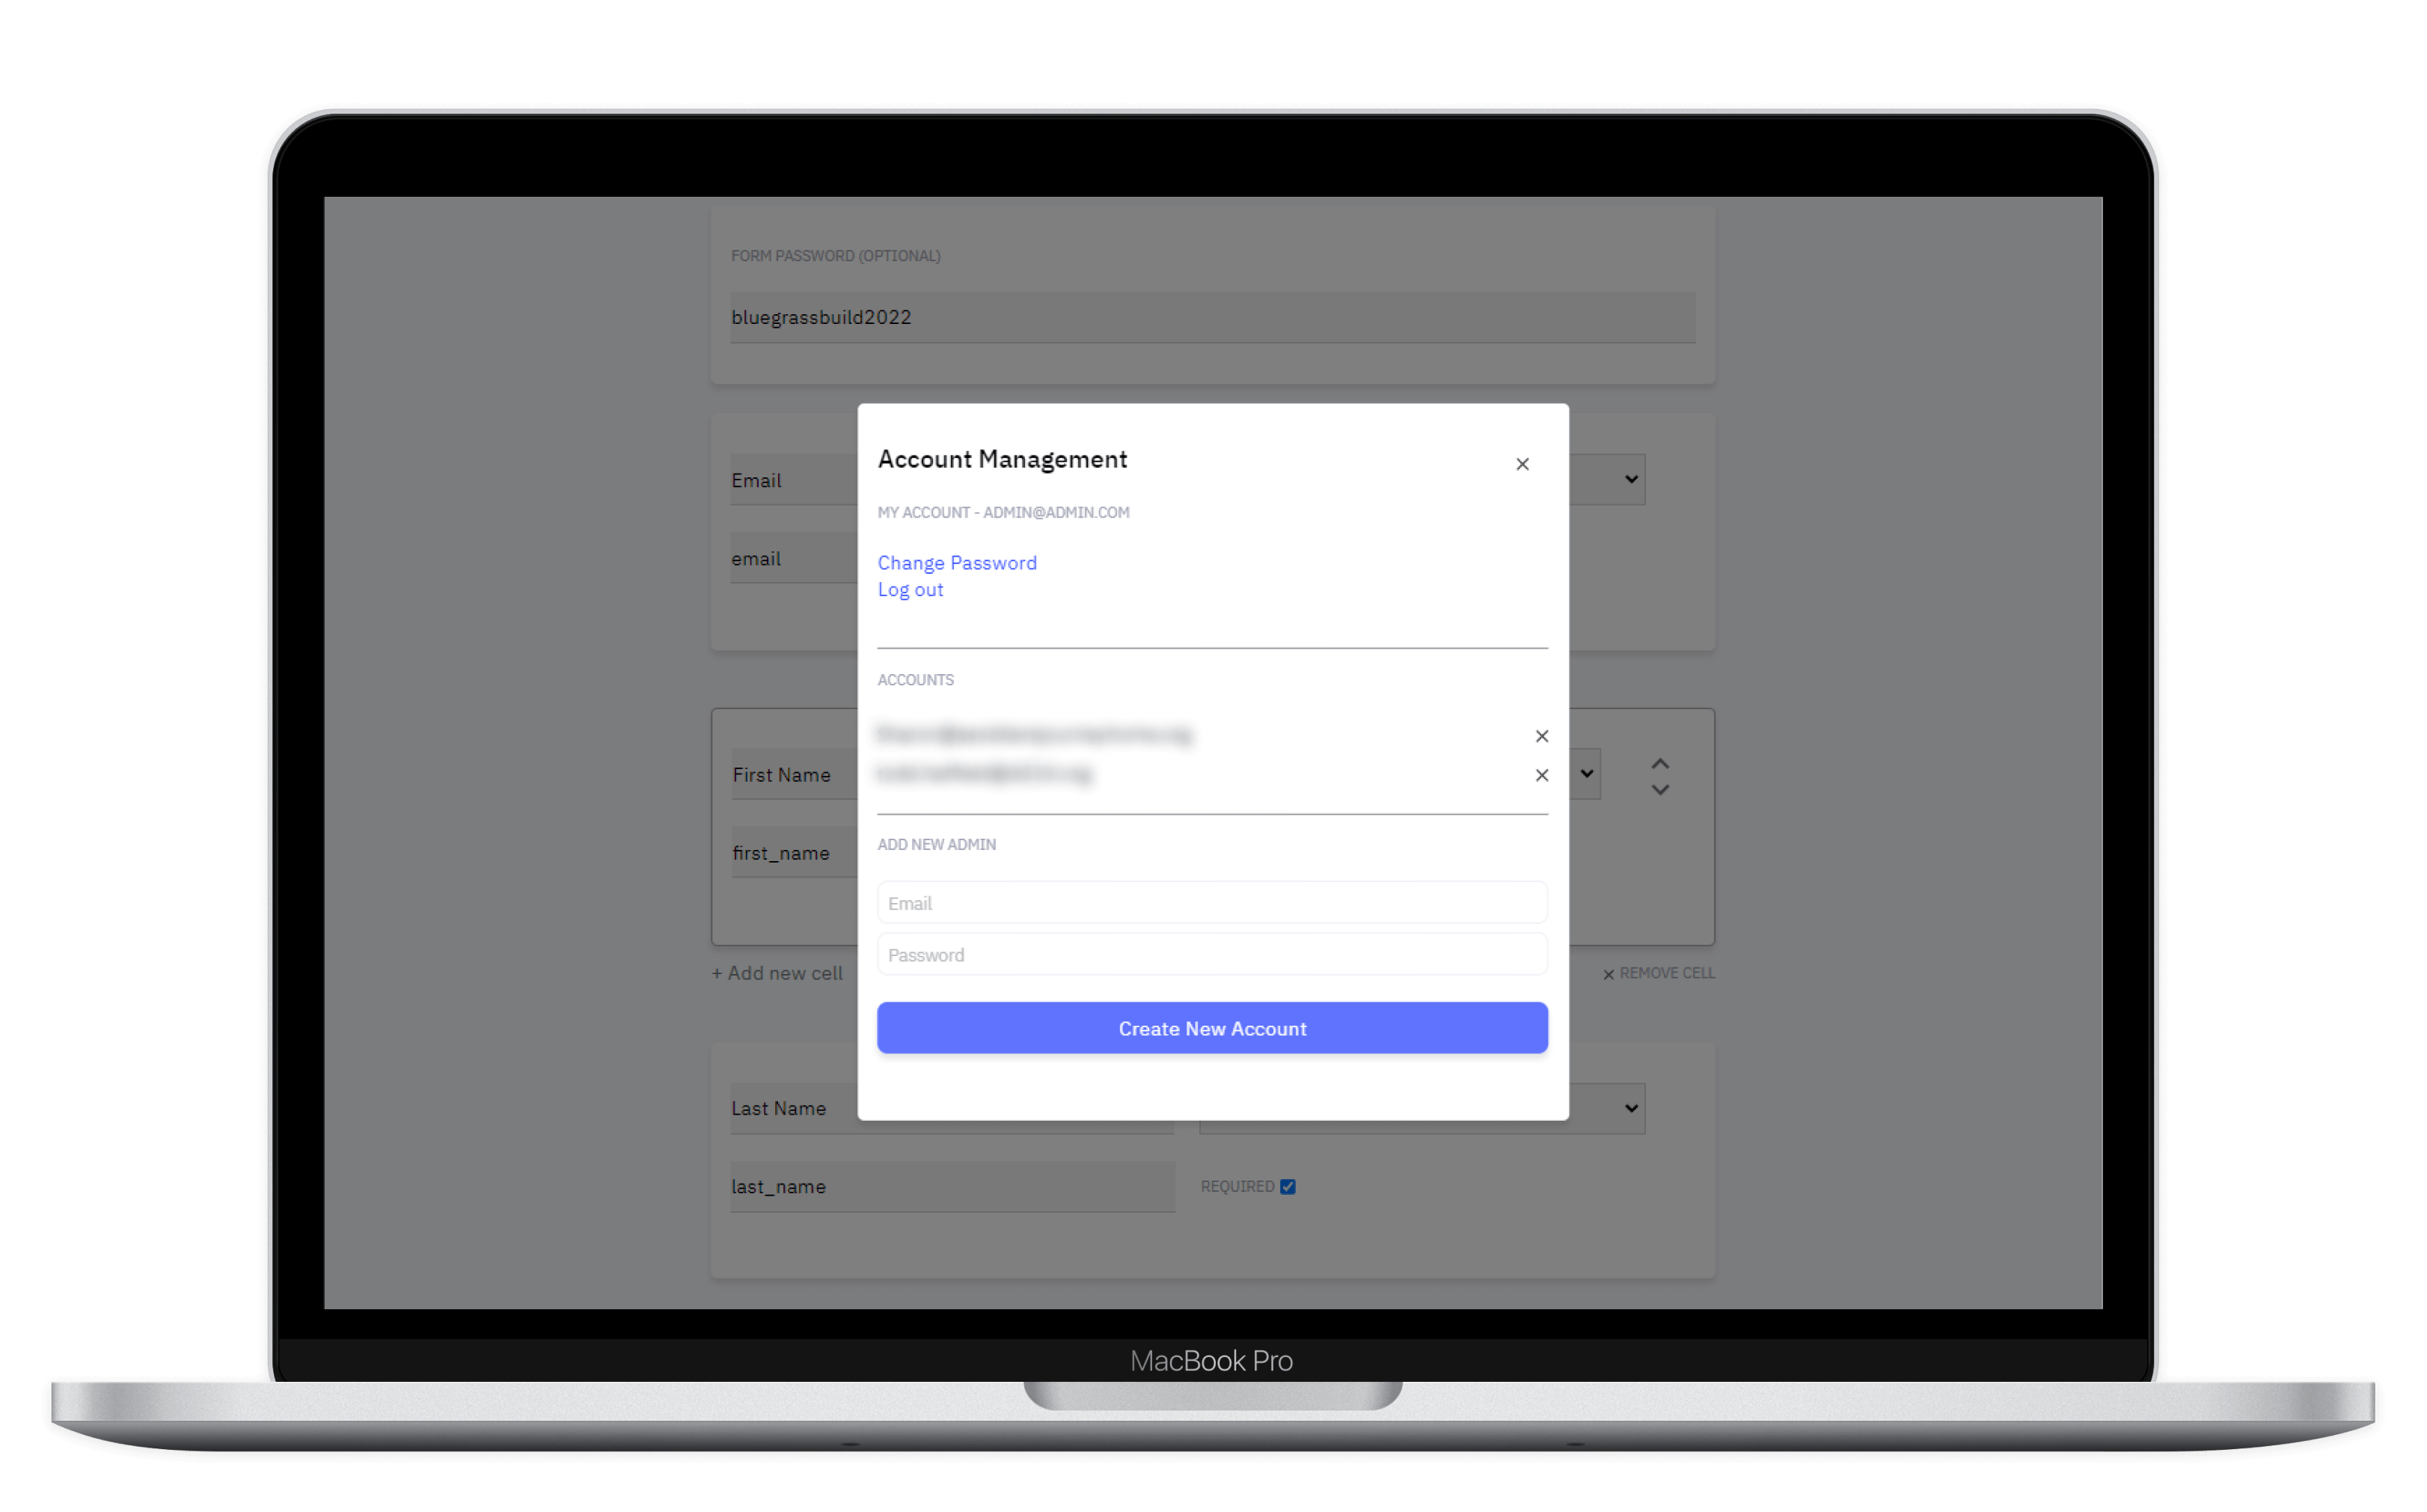 FORM PASSWORD (OPTIONAL)
bluegrassbuild2022
Email
email
Account Management
MY ACCOUNT - ADMIN@ADMIN.COM
Change Password
Log out
ACCOUNTS
First Name
first_name
ADD NEW ADMIN
Email
Password
+ Add new cell
REMOVE CELL
Create New Account
Last Name
last_name
REQUIRED
MacBook Pro